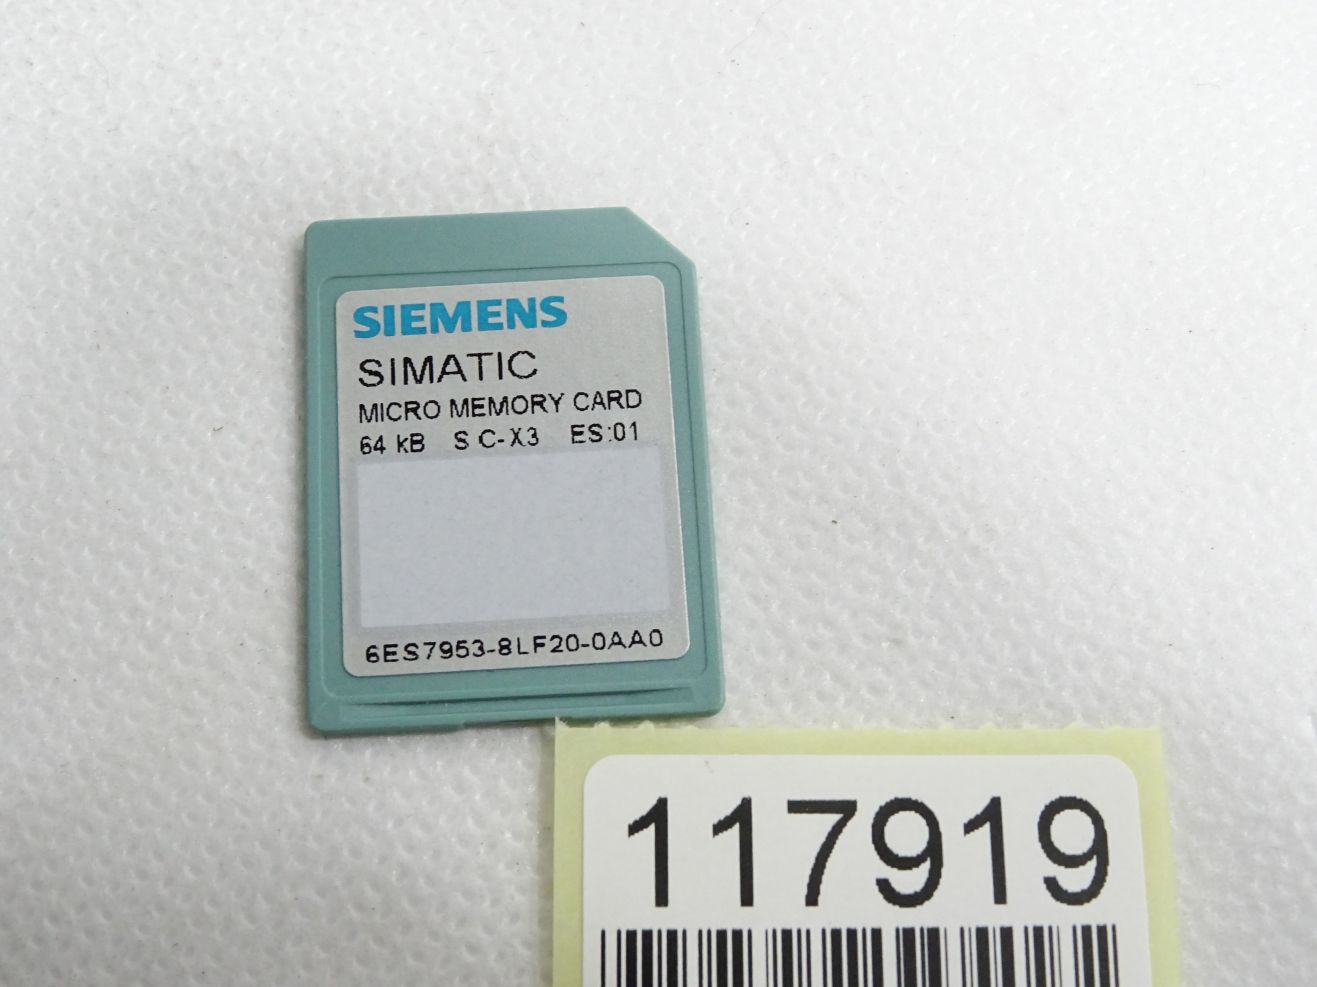 SIEMENS
SIMATIC
MICRO MEMORY CARD
64 kB S C-X3 ES:01
6ES7953-8LF20-0AA0
117919